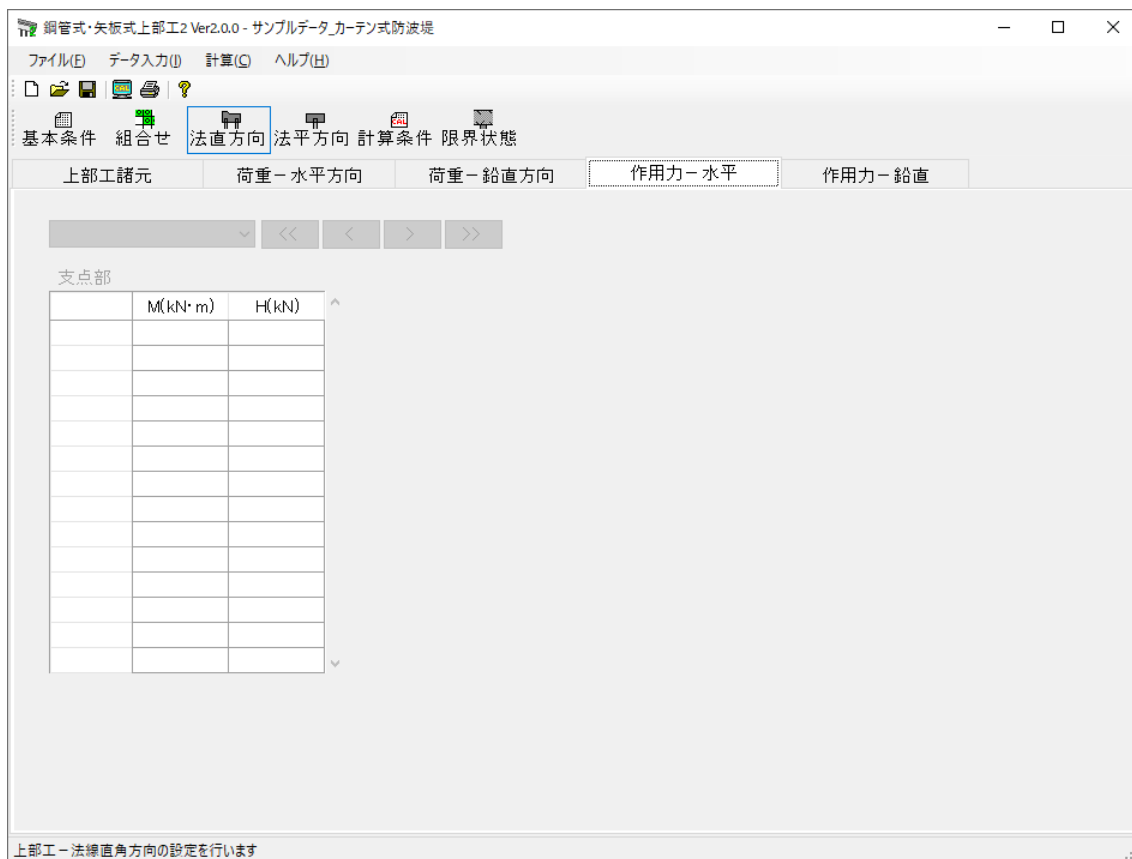 鋼管式・矢板式上部工2 Ver2.0.0 - サンプルデータ_カーテン式防波堤
ファイル(F) データ入力(I) 計算(C) ヘルプ(H)
基本条件 組合せ 法直方向 法平方向 計算条件 限界状態
上部工諸元 荷重－水平方向 荷重－鉛直方向 作用力－水平 作用力－鉛直
<< < > >>
支点部
M(kN・m) H(kN)
上部工－法線直角方向の設定を行います